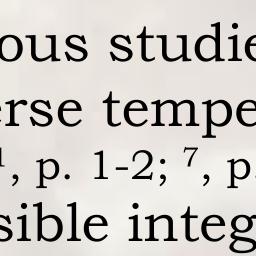 ous studie
erse tempe
¹, p. 1-2; ⁷, p.
sible integ